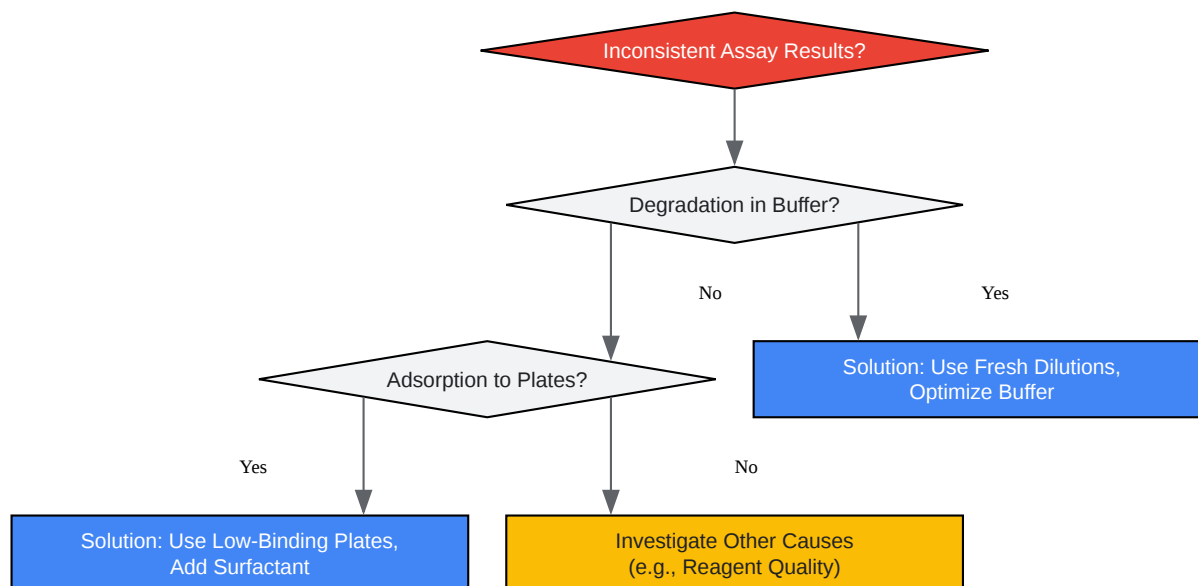 Inconsistent Assay Results?
Degradation in Buffer?
No
Yes
Solution: Use Fresh Dilutions,
Optimize Buffer
Adsorption to Plates?
Yes
No
Solution: Use Low-Binding Plates,
Add Surfactant
Investigate Other Causes
(e.g., Reagent Quality)